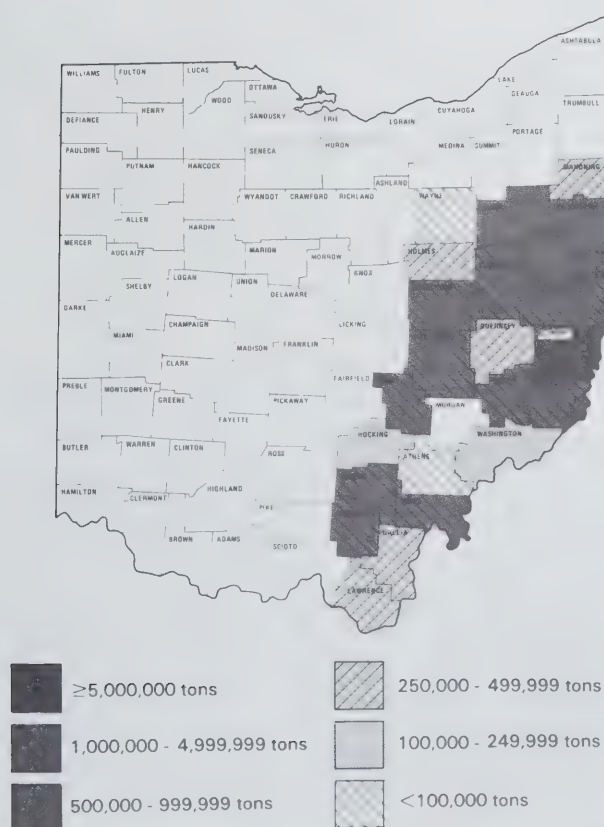 ASHTABULA
WILLIAMS FULTON LUCAS
LAKE
OTTAWA
GEAUGA
WOOD
CUYAHOGA
TRUMBULL
HENRY
SANDUSKY ERIE LORAIN
DEFIANCE
PORTAGE
HURON
MEDINA SUMMIT
PAULDING
SENECA
PUTNAM HANCOCK
MAHONING
ASHLAND
VAN WERT
WYANDOT CRAWFORD RICHLAND WAYNE
ALLEN
HARDIN
MERCER
MARION
HOLMES
AUGLAIZE
MORROW
KNOX
LOGAN UNION
SHELBY
DELAWARE
DARKE
LICKING
CHAMPAIGN
GUERNSEY
MIAMI
MADISON FRANKLIN
CLARK
FAIRFIELD
PREBLE MONTGOMERY
GREENE
PICKAWAY
MORGAN
FAYETTE
HOCKING
WASHINGTON
BUTLER WARREN CLINTON
ROSS
ATHENS
HAMILTON
HIGHLAND
CLERMONT
PIKE
BROWN ADAMS
GALLIA
SCIOTO
LAWRENCE
≥5,000,000 tons
250,000 - 499,999 tons
1,000,000 - 4,999,999 tons
100,000 - 249,999 tons
500,000 - 999,999 tons
<100,000 tons